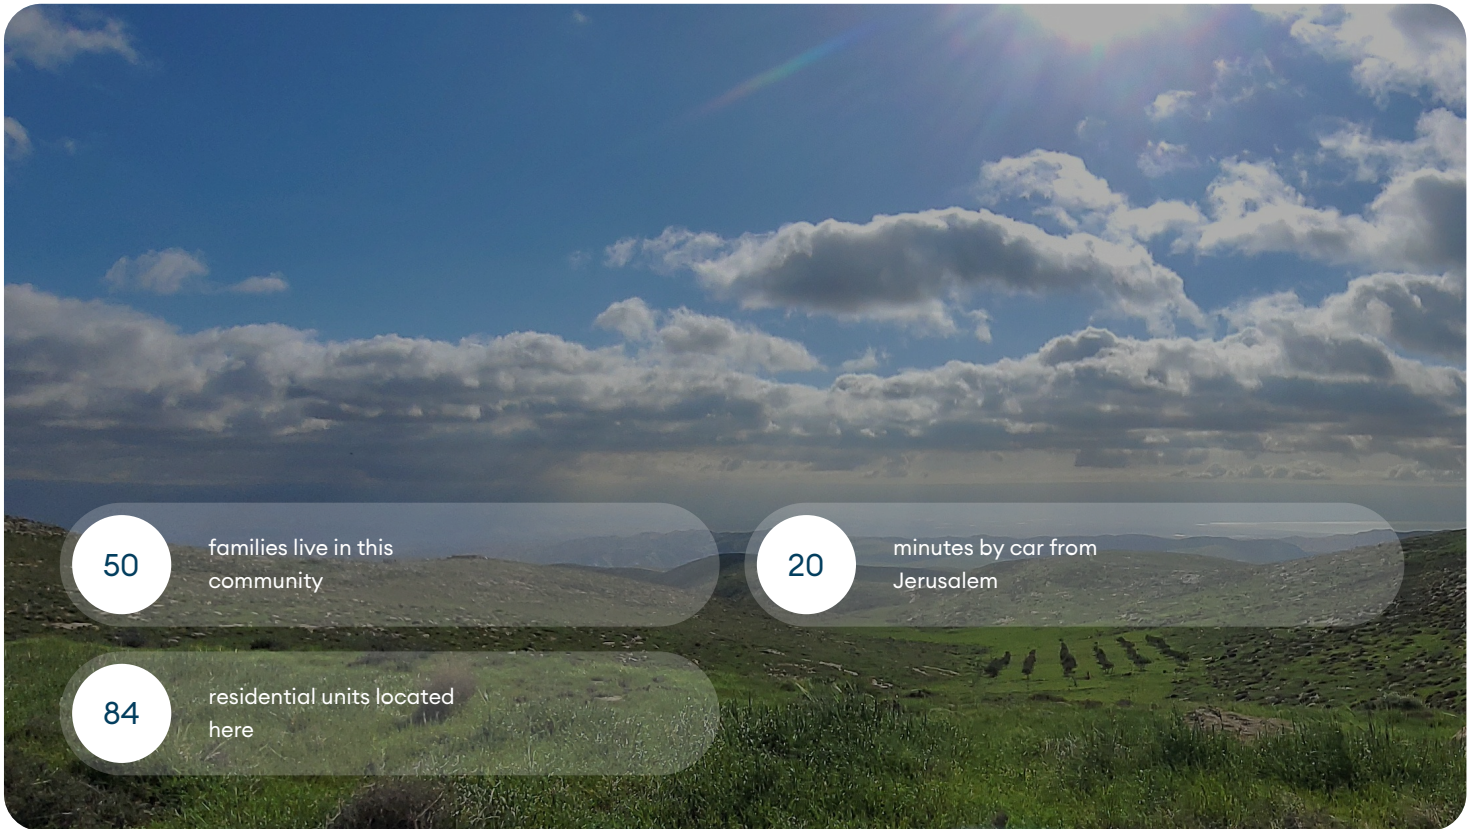 50
families live in this
community
20
minutes by car from
Jerusalem
84
residential units located
here